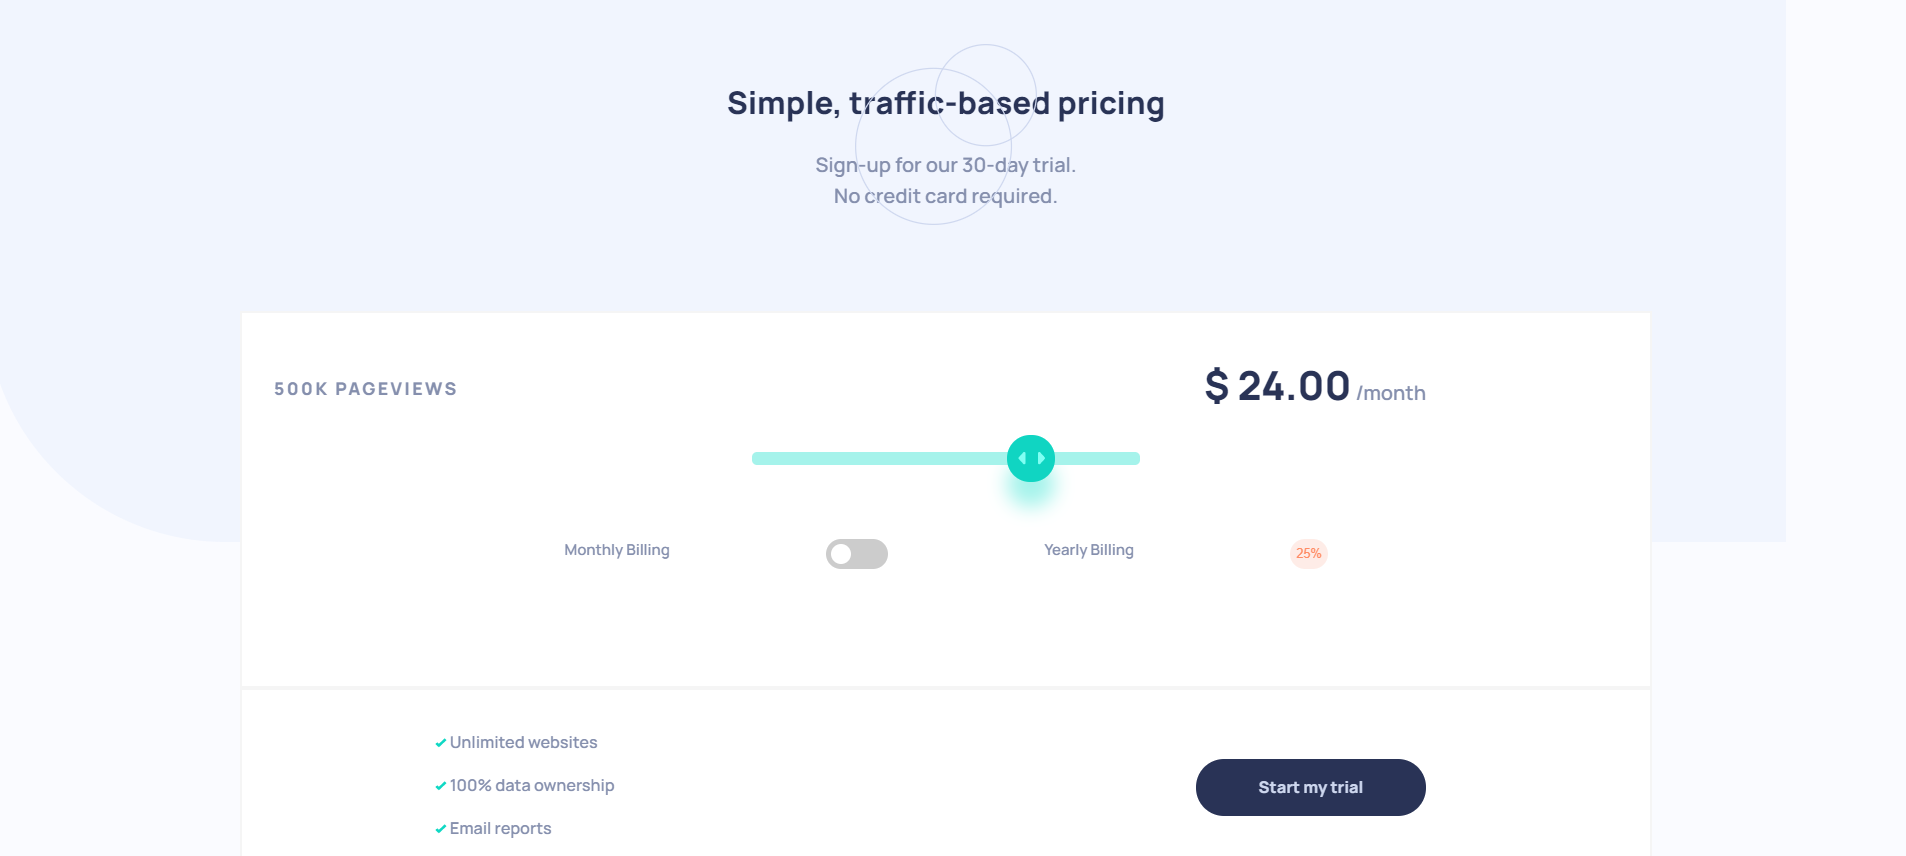 Simple, traffic-based pricing
Sign-up for our 30-day trial.
No credit card required.
500K PAGEVIEWS
$ 24.00 /month
Monthly Billing
Yearly Billing
25%
Unlimited websites
100% data ownership
Email reports
Start my trial